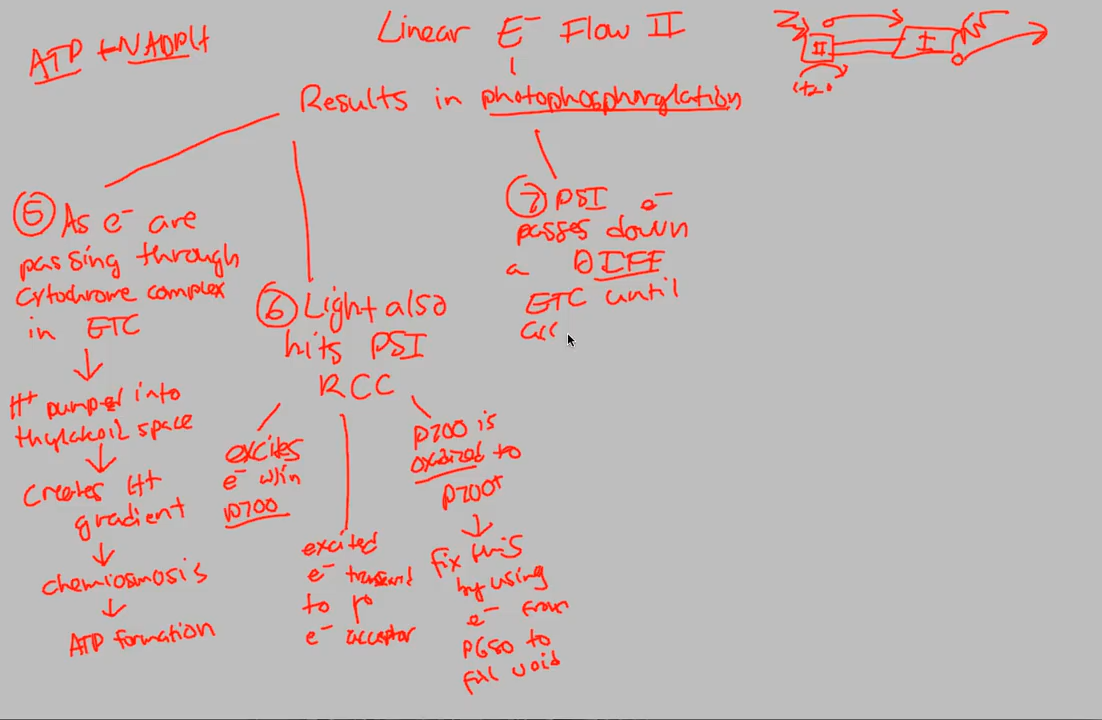 ATP + NADPH
Linear E⁻ Flow II
II
I
H2O
Results in photophosphorylation
⑤ As e⁻ are
passing through
cytochrome complex
in ETC
H⁺ pumped into
thylakoid space
Creates H⁺
gradient
chemiosmosis
ATP formation
⑥ Light also
hits PSI
RCC
excites
e⁻ w/in
P700
excited
e⁻
to 1°
e⁻ acceptor
P700 is
oxidized to
P700⁺
fix this
by using
e⁻ from
P680 to
fill void
⑦ PSI e⁻
passes down
a DIFF
ETC until
acc